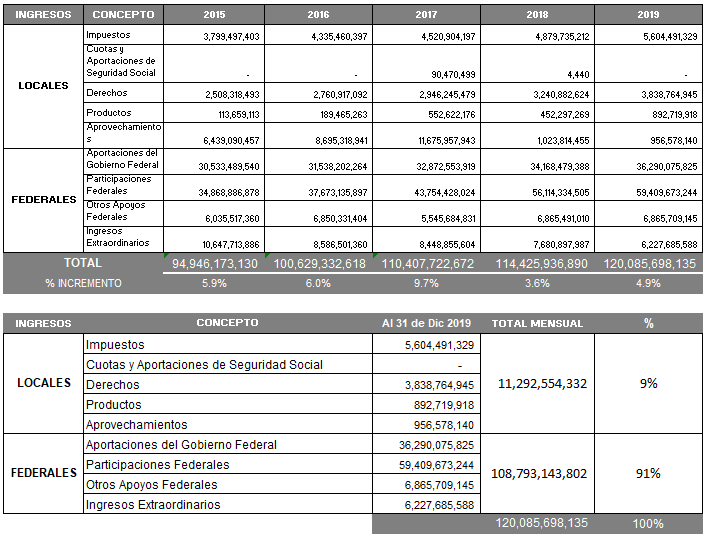 INGRESOS CONCEPTO 2015 2016 2017 2018 2019
LOCALES
Impuestos 3,799,497,403 4,335,460,397 4,520,904,197 4,879,735,212 5,604,491,329
Cuotas y
Aportaciones de
Seguridad Social - - 90,470,499 4,440 -
Derechos 2,508,318,493 2,760,917,092 2,946,245,479 3,240,882,624 3,838,764,945
Productos 113,659,113 189,465,263 552,622,176 452,297,269 892,719,918
Aprovechamiento
s 6,439,090,457 8,695,318,941 11,675,957,943 1,023,814,455 956,578,140
FEDERALES
Aportaciones del
Gobierno Federal 30,533,489,540 31,538,202,264 32,872,553,919 34,168,479,388 36,290,075,825
Participaciones
Federales 34,868,886,878 37,673,135,897 43,754,428,024 56,114,334,505 59,409,673,244
Otros Apoyos
Federales 6,035,517,360 6,850,331,404 5,545,684,831 6,865,491,010 6,865,709,145
Ingresos
Extraordinarios 10,647,713,886 8,586,501,360 8,448,855,604 7,680,897,987 6,227,685,588
TOTAL 94,946,173,130 100,629,332,618 110,407,722,672 114,425,936,890 120,085,698,135
% INCREMENTO 5.9% 6.0% 9.7% 3.6% 4.9%
INGRESOS CONCEPTO Al 31 de Dic 2019 TOTAL MENSUAL %
LOCALES
Impuestos 5,604,491,329
Cuotas y Aportaciones de Seguridad Social -
Derechos 3,838,764,945
Productos 892,719,918
Aprovechamientos 956,578,140
11,292,554,332 9%
FEDERALES
Aportaciones del Gobierno Federal 36,290,075,825
Participaciones Federales 59,409,673,244
Otros Apoyos Federales 6,865,709,145
Ingresos Extraordinarios 6,227,685,588
108,793,143,802 91%
120,085,698,135 100%